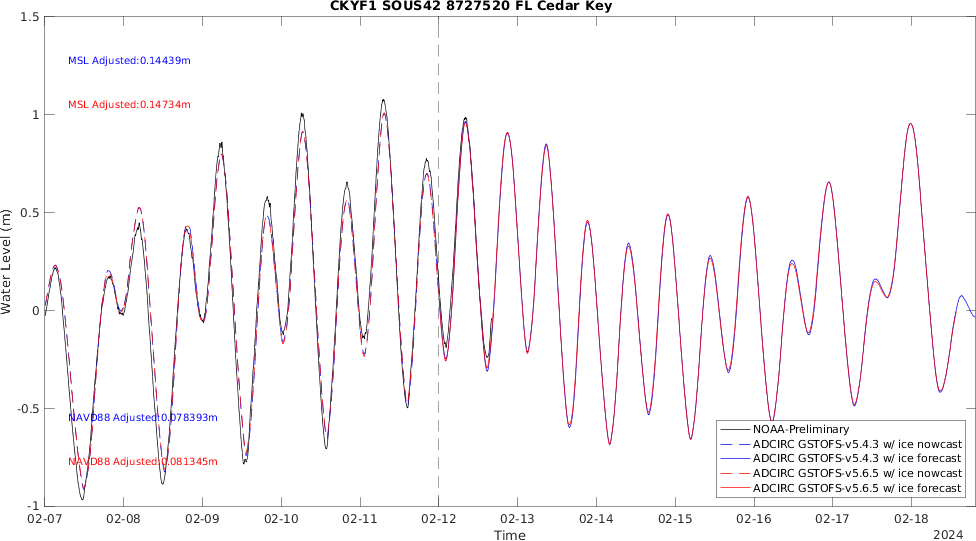 CKYF1 SOUS42 8727520 FL Cedar Key
1.5
1
0.5
0
-0.5
-1
Water Level (m)
MSL Adjusted:0.14439m
MSL Adjusted:0.14734m
NAVD88 Adjusted:0.078393m
NAVD88 Adjusted:0.081345m
NOAA-Preliminary
ADCIRC GSTOFS-v5.4.3 w/ ice nowcast
ADCIRC GSTOFS-v5.4.3 w/ ice forecast
ADCIRC GSTOFS-v5.6.5 w/ ice nowcast
ADCIRC GSTOFS-v5.6.5 w/ ice forecast
02-07 02-08 02-09 02-10 02-11 02-12 02-13 02-14 02-15 02-16 02-17 02-18
Time
2024